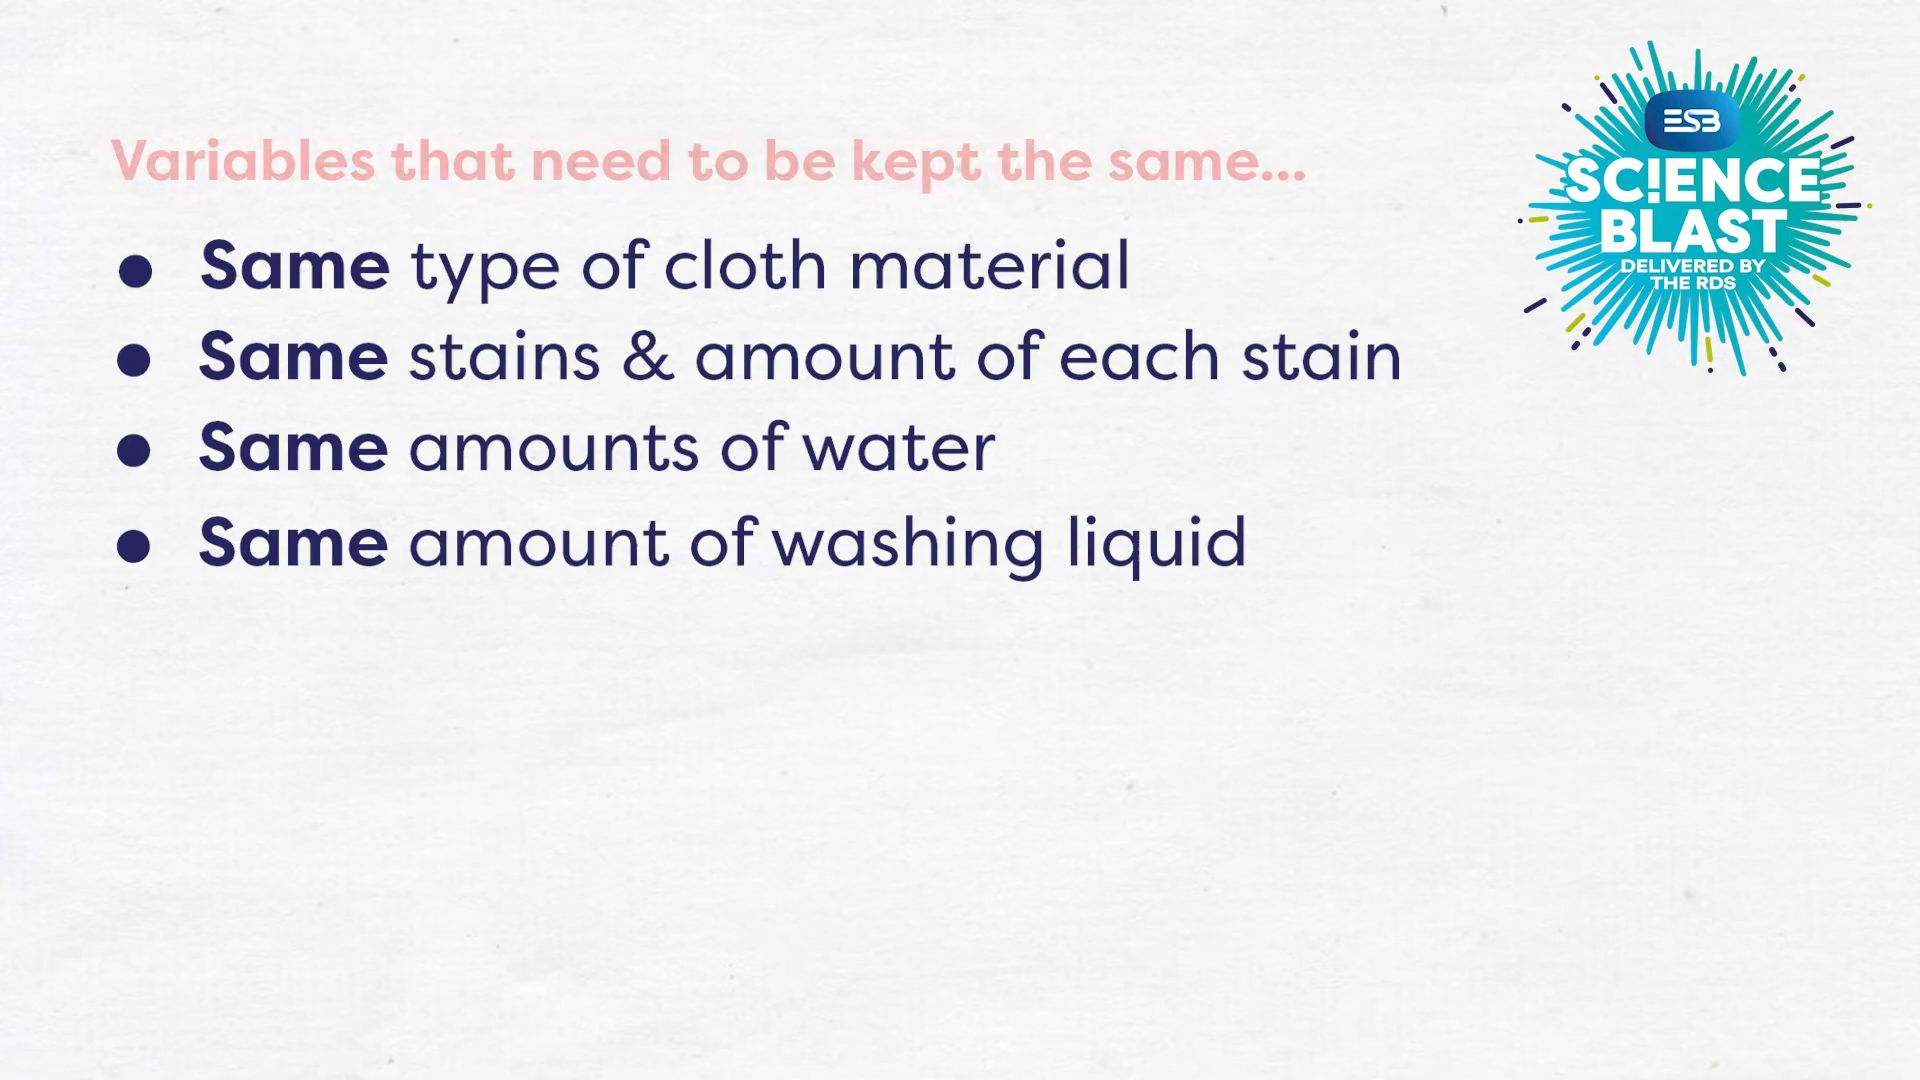 Variables that need to be kept the same...
● Same type of cloth material
● Same stains & amount of each stain
● Same amounts of water
● Same amount of washing liquid
ESB
SC!ENCE
BLAST
DELIVERED BY
THE RDS